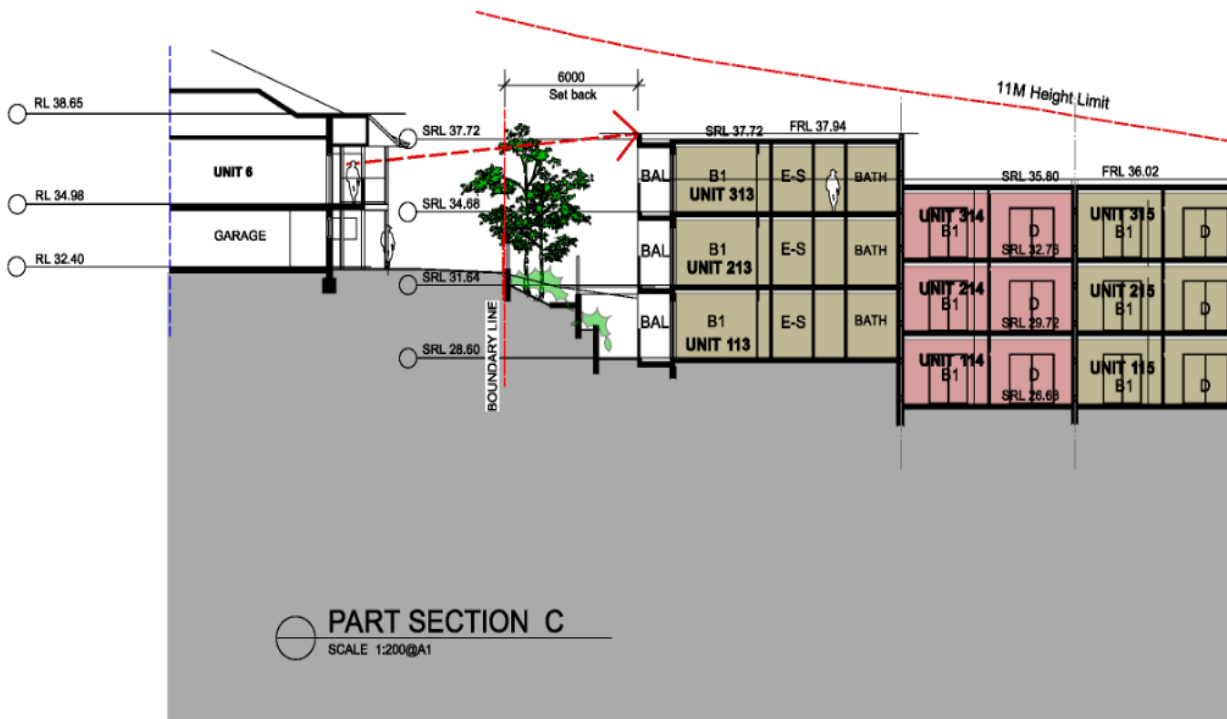 6000
Set back
11M Height Limit
RL 38.65
SRL 37.72
SRL 37.72
FRL 37.94
UNIT 6
RL 34.98
SRL 34.68
GARAGE
RL 32.40
SRL 31.64
SRL 28.60
BOUNDARY LINE
BAL
B1
UNIT 313
E-S
BATH
BAL
B1
UNIT 213
E-S
BATH
BAL
B1
UNIT 113
E-S
BATH
SRL 35.80
FRL 36.02
UNIT 314
B1
D
SRL 32.76
UNIT 315
B1
D
UNIT 214
B1
D
SRL 29.72
UNIT 215
B1
D
UNIT 114
B1
D
SRL 26.68
UNIT 115
B1
D
PART SECTION C
SCALE 1:200@A1